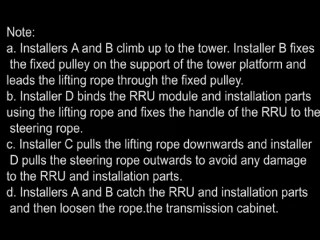 Note:
a. Installers A and B climb up to the tower. Installer B fixes
the fixed pulley on the support of the tower platform and
leads the lifting rope through the fixed pulley.
b. Installer D binds the RRU module and installation parts
using the lifting rope and fixes the handle of the RRU to the
steering rope.
c. Installer C pulls the lifting rope downwards and installer
D pulls the steering rope outwards to avoid any damage
to the RRU and installation parts.
d. Installers A and B catch the RRU and installation parts
and then loosen the rope.the transmission cabinet.